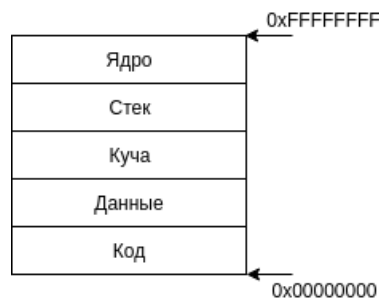 0xFFFFFFFF
Ядро
Стек
Куча
Данные
Код
0x00000000